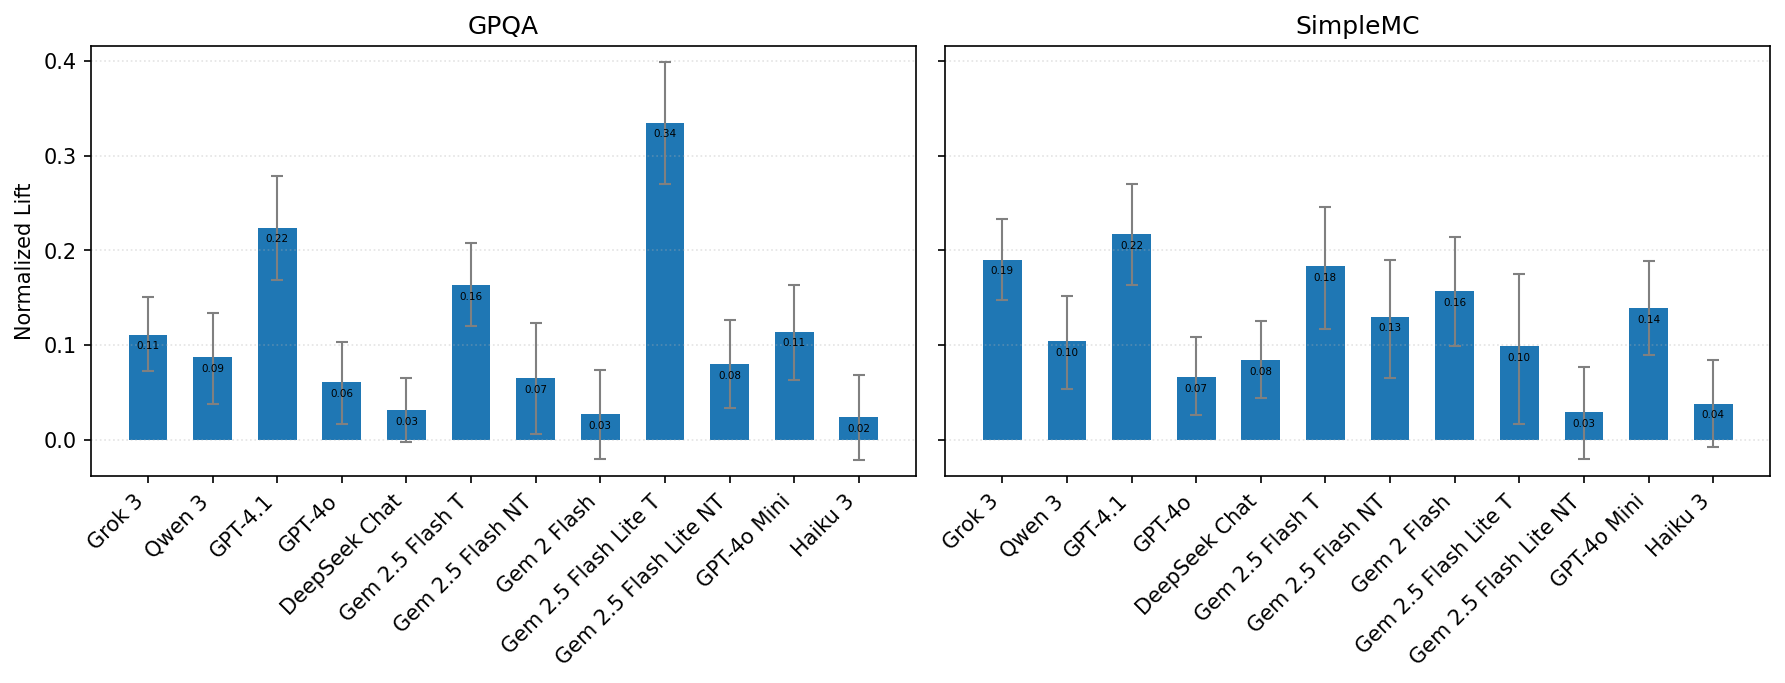 GPQA
SimpleMC
Normalized Lift
0.4
0.3
0.2
0.1
0.0
0.11
0.09
0.22
0.06
0.03
0.16
0.07
0.03
0.34
0.08
0.11
0.02
0.19
0.10
0.22
0.07
0.08
0.18
0.13
0.16
0.10
0.03
0.14
0.04
Grok 3
Qwen 3
GPT-4.1
GPT-4o
DeepSeek Chat
Gem 2.5 Flash T
Gem 2.5 Flash NT
Gem 2 Flash
Gem 2.5 Flash Lite T
Gem 2.5 Flash Lite NT
GPT-4o Mini
Haiku 3
Grok 3
Qwen 3
GPT-4.1
GPT-4o
DeepSeek Chat
Gem 2.5 Flash T
Gem 2.5 Flash NT
Gem 2 Flash
Gem 2.5 Flash Lite T
Gem 2.5 Flash Lite NT
GPT-4o Mini
Haiku 3